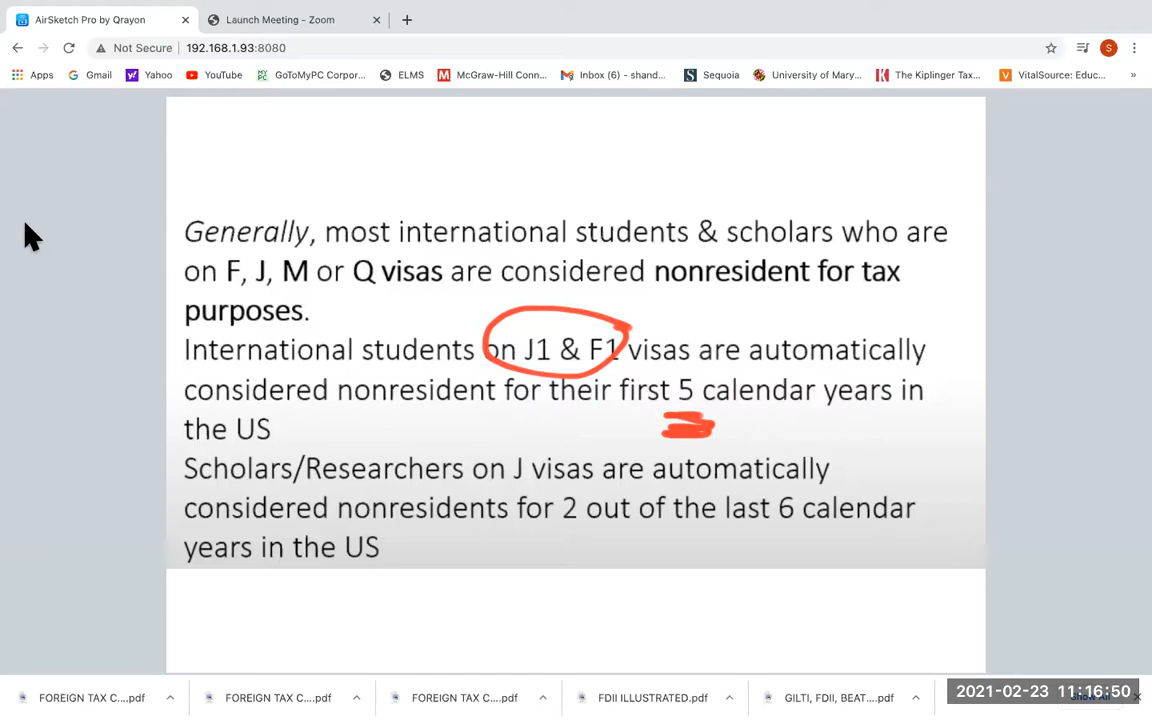 AirSketch Pro by Qrayon
Launch Meeting - Zoom
Not Secure | 192.168.1.93:8080
Apps Gmail Yahoo YouTube GoToMyPC Corpor... ELMS McGraw-Hill Conn... Inbox (6) - shand... Sequoia University of Mary... The Kiplinger Tax... VitalSource: Educ... »
Generally, most international students & scholars who are
on F, J, M or Q visas are considered nonresident for tax
purposes.
International students on J1 & F1 visas are automatically
considered nonresident for their first 5 calendar years in
the US
Scholars/Researchers on J visas are automatically
considered nonresidents for 2 out of the last 6 calendar
years in the US
FOREIGN TAX C....pdf FOREIGN TAX C....pdf FOREIGN TAX C....pdf FDII ILLUSTRATED.pdf GILTI, FDII, BEAT....pdf
2021-02-23 11:16:50